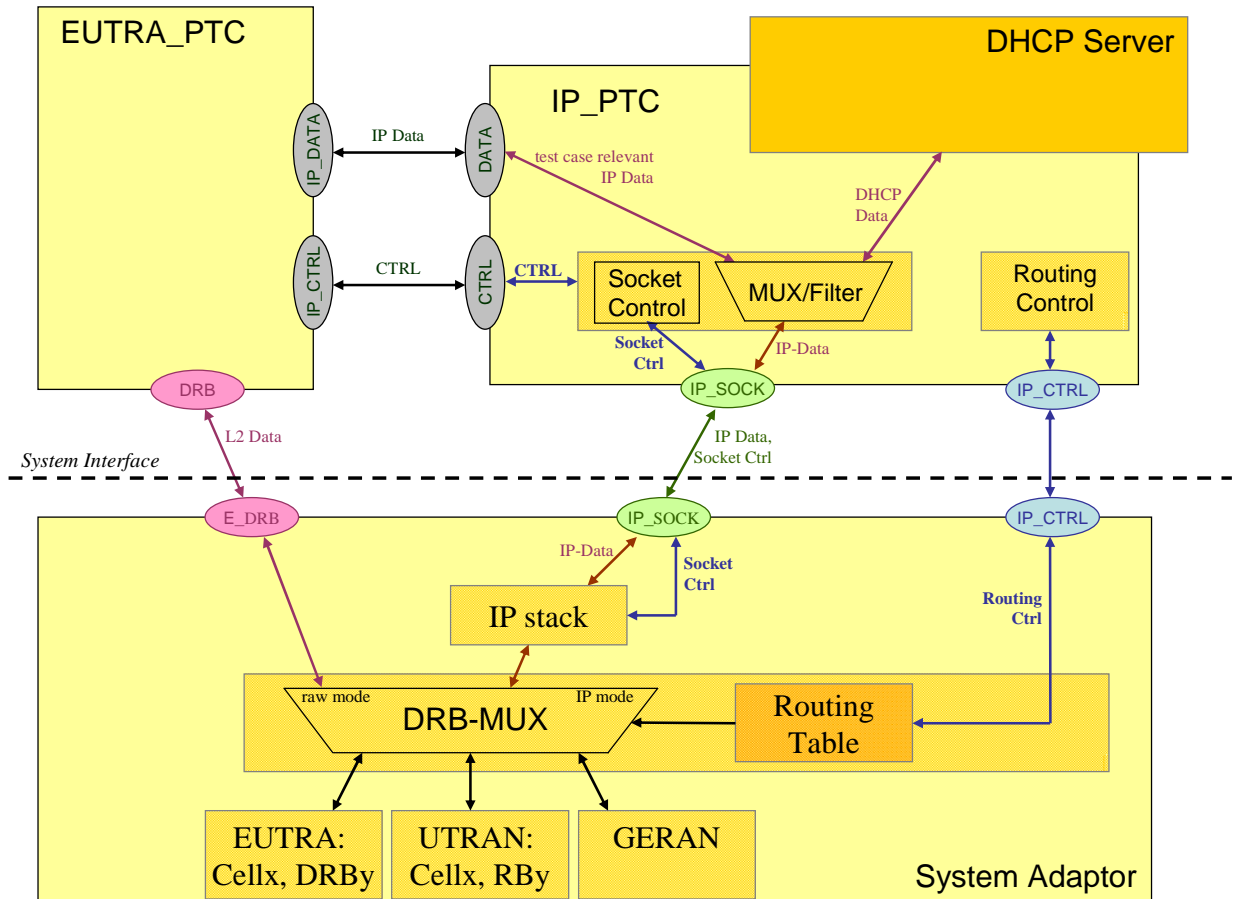 EUTRA_PTC
DHCP Server
IP_PTC
IP_DATA
IP Data
DATA
test case relevant
IP Data
DHCP
Data
IP_CTRL
CTRL
CTRL
CTRL
Socket
Control
MUX/Filter
Routing
Control
Socket
Ctrl
IP-Data
DRB
IP_SOCK
IP_CTRL
L2 Data
IP Data,
Socket Ctrl
System Interface
E_DRB
IP_SOCK
IP_CTRL
IP-Data
Socket
Ctrl
IP stack
Routing
Ctrl
raw mode
IP mode
DRB-MUX
Routing
Table
EUTRA:
Cellx, DRBy
UTRAN:
Cellx, RBy
GERAN
System Adaptor